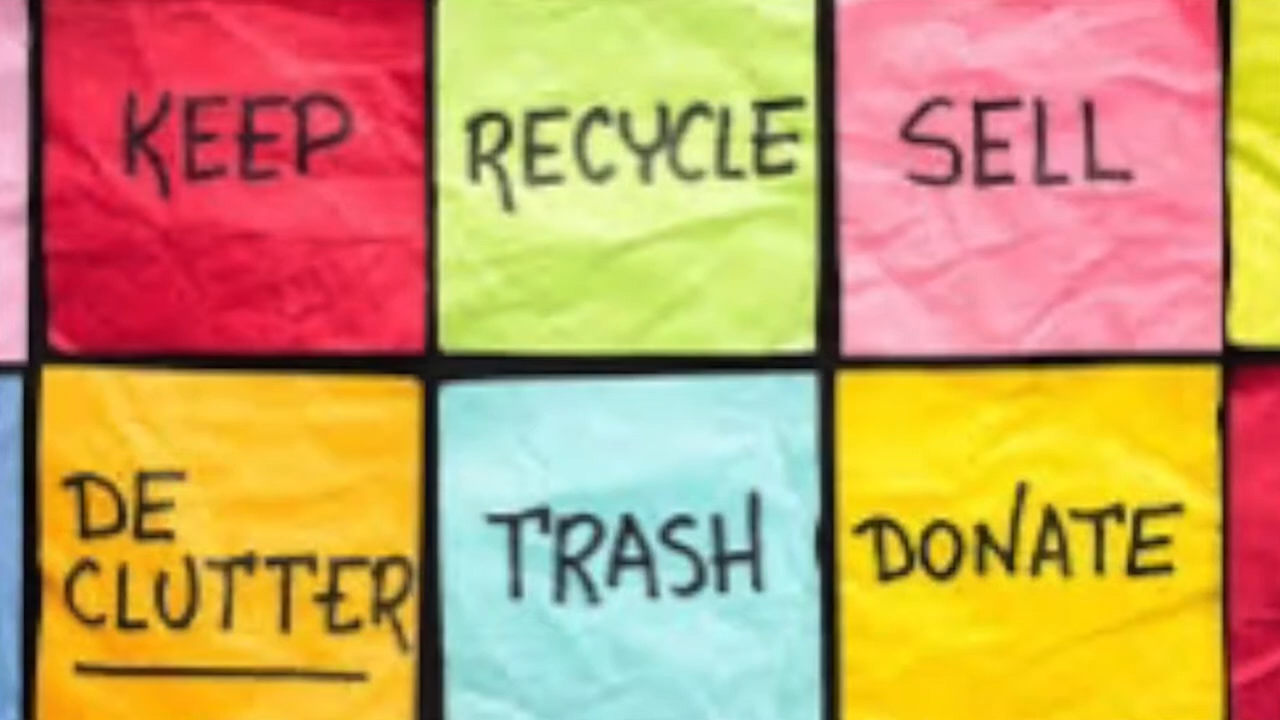 KEEP
RECYCLE
SELL
DE
CLUTTER
TRASH
DONATE